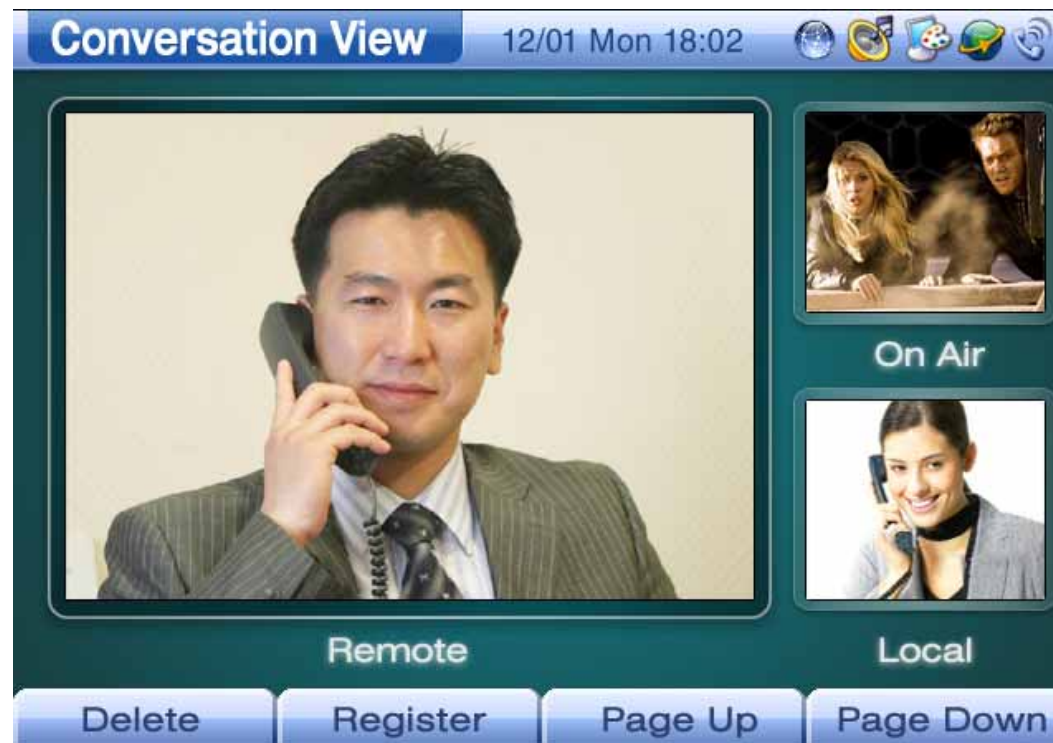 Conversation View
12/01 Mon 18:02
On Air
Remote
Local
Delete
Register
Page Up
Page Down